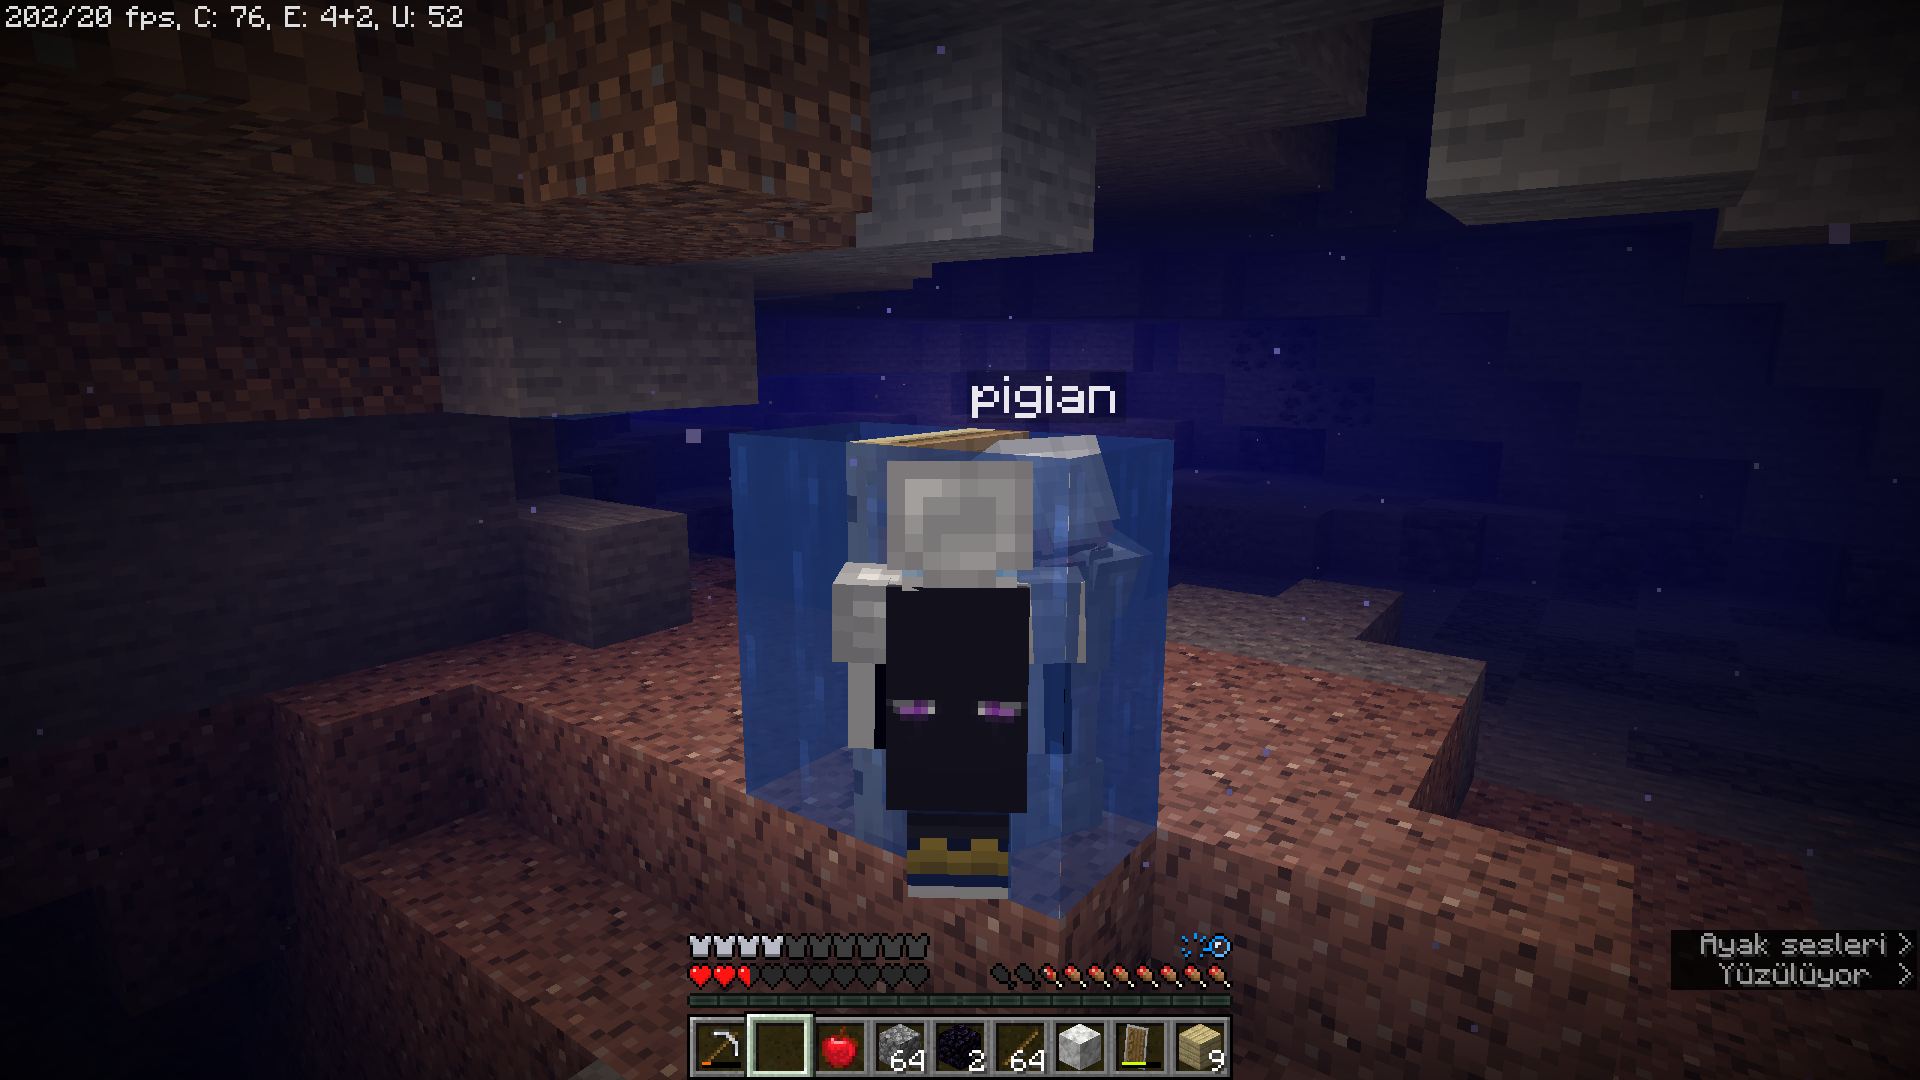 202/20 fps, C: 76, E: 4+2, U: 52
pigian
Ayak sesleri >
Yüzülüyor >
64 2 64 9